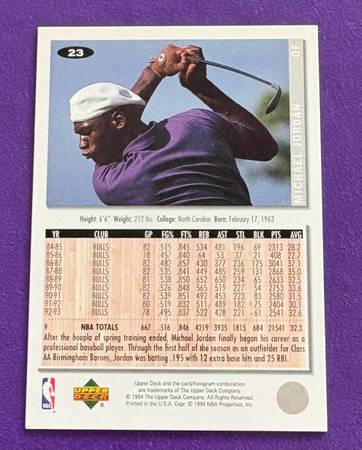 23
OF
MICHAEL JORDAN
Height: 6'6" Weight: 212 lbs. College: North Carolina Born: February 17, 1963
YR CLUB GP FG% FT% REB AST STL BLK PTS AVG
84-85 BULLS 82 .515 .845 534 481 196 69 2313 28.2
85-86 BULLS 18 .457 .840 64 53 37 21 408 22.7
86-87 BULLS 82 .482 .857 430 377 236 125 3041 37.1
87-88 BULLS 82 .535 .841 449 485 259 131 2868 35.0
88-89 BULLS 81 .538 .850 652 650 234 65 2633 32.5
89-90 BULLS 82 .526 .848 565 519 227 54 2753 33.6
90-91 BULLS 82 .539 .851 492 453 223 83 2580 31.5
91-92 BULLS 80 .519 .832 511 489 182 75 2404 30.1
92-93 BULLS 78 .495 .837 522 428 221 61 2541 32.6
9 NBA TOTALS 667 .516 .846 4219 3935 1815 684 21541 32.3
After the hoopla of spring training ended, Michael Jordan finally began his career as a
professional baseball player. Through the first half of the season as an outfielder for Class
AA Birmingham Barons, Jordan was batting .195 with 12 extra base hits and 25 RBI.
NBA
UPPER DECK
Upper Deck and the card/hologram combination
are trademarks of The Upper Deck Company.
© 1994 The Upper Deck Company. All Rights Reserved.
Printed in the U.S.A. Copr. © 1994 NBA Properties, Inc.